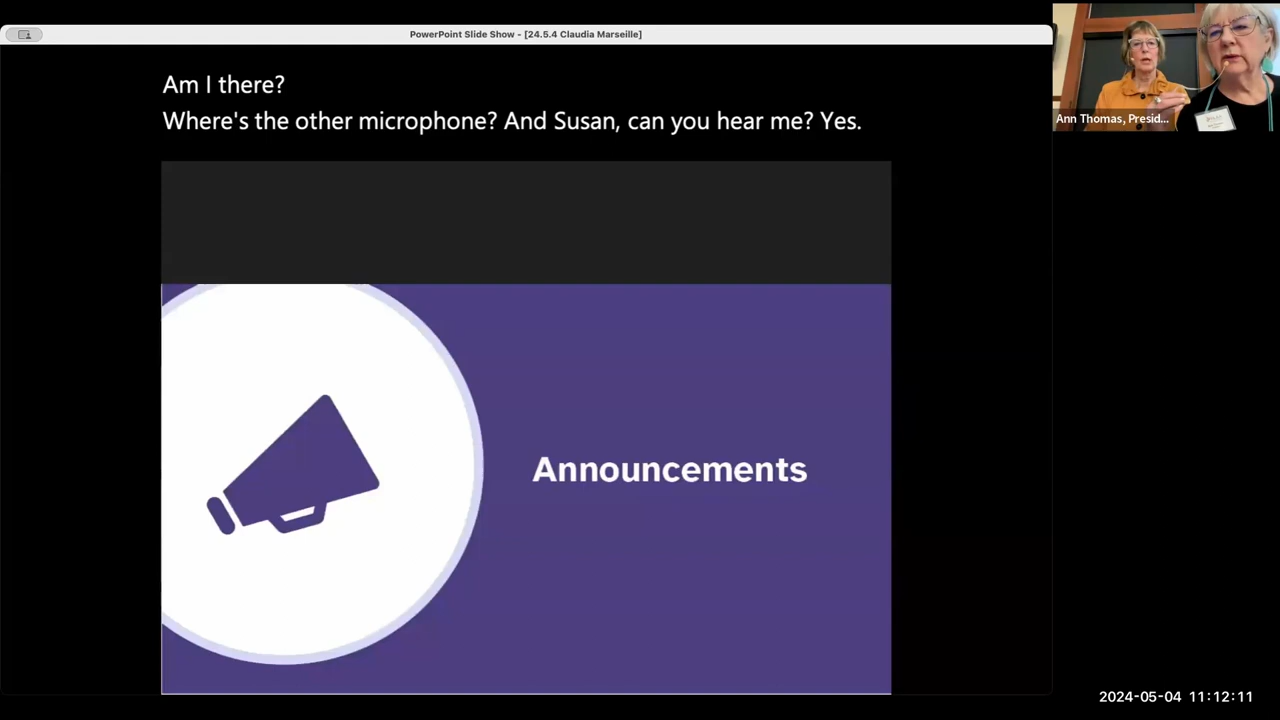 PowerPoint Slide Show - [24.5.4 Claudia Marseille]
Am I there?
Where's the other microphone? And Susan, can you hear me? Yes.
Announcements
Ann Thomas, Presid...
2024-05-04 11:12:11